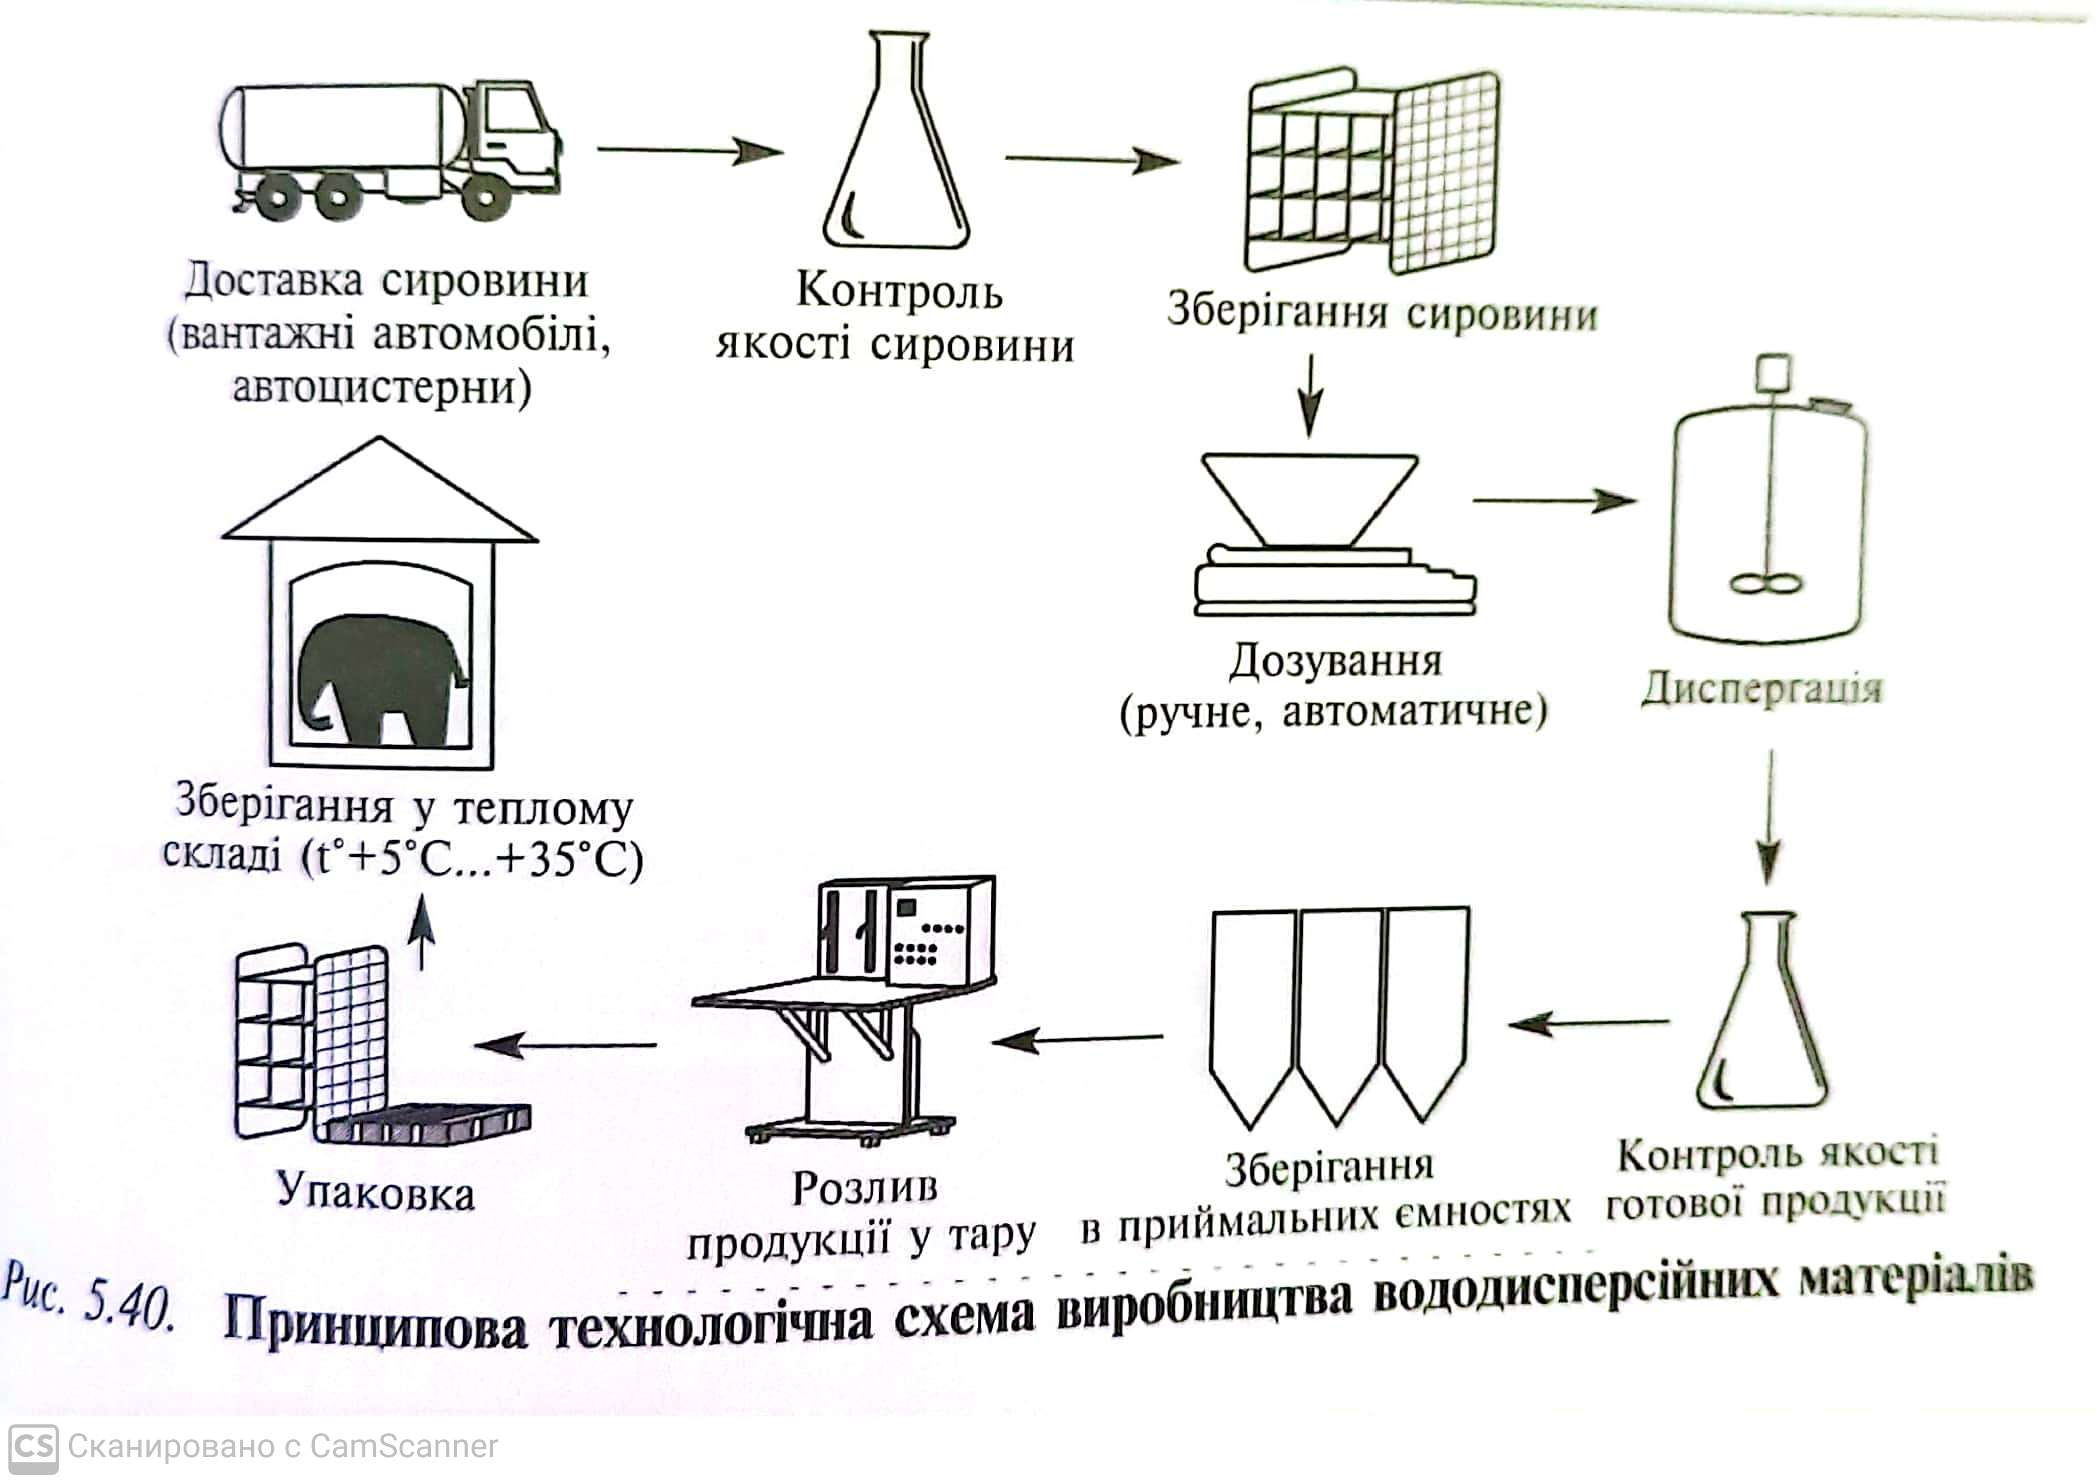 Доставка сировини
(вантажні автомобілі,
автоцистерни)
Контроль
якості сировини
Зберігання сировини
Дозування
(ручне, автоматичне)
Диспергація
Контроль якості
готової продукції
Зберігання
в приймальних ємностях
Розлив
продукції у тару
Упаковка
Зберігання у теплому
складі (t°+5°C...+35°C)
Рис. 5.40. Принципова технологічна схема виробництва вододисперсійних матеріалів
CS Сканировано с CamScanner